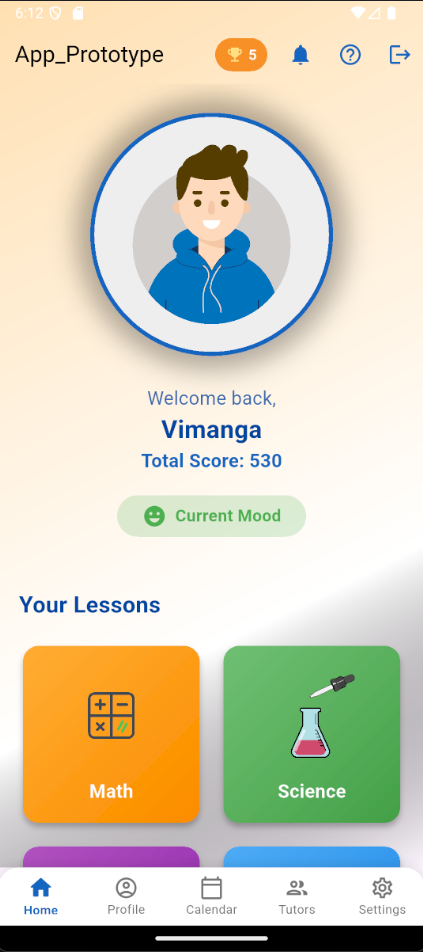 6:12
App_Prototype
5
Welcome back,
Vimanga
Total Score: 530
Current Mood
Your Lessons
Math
Science
Home
Profile
Calendar
Tutors
Settings